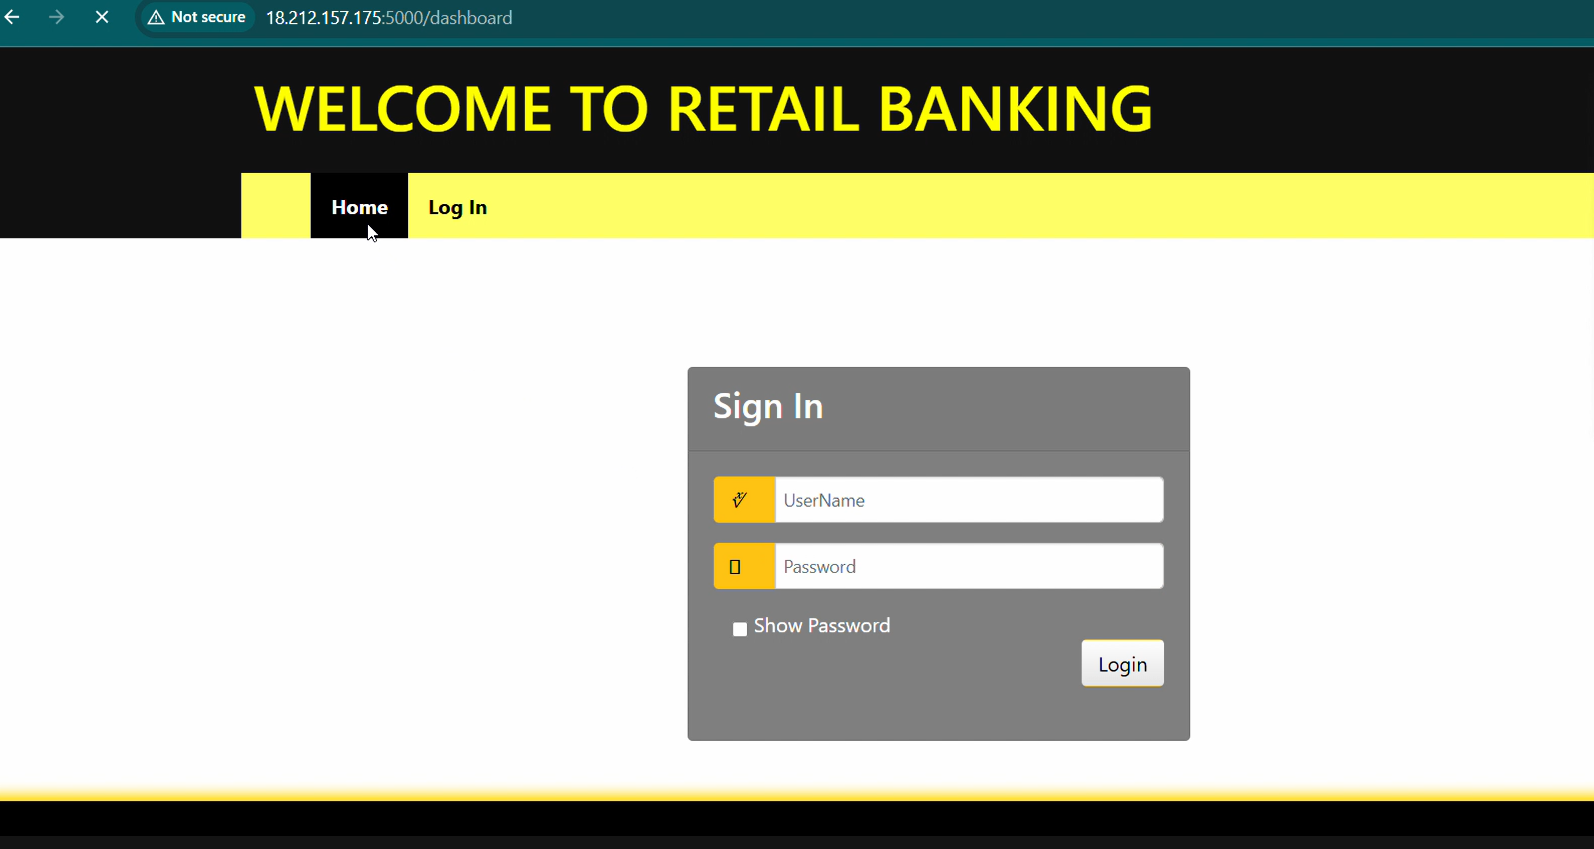 Not secure 18.212.157.175:5000/dashboard
WELCOME TO RETAIL BANKING
Home Log In
Sign In
UserName
Password
Show Password
Login